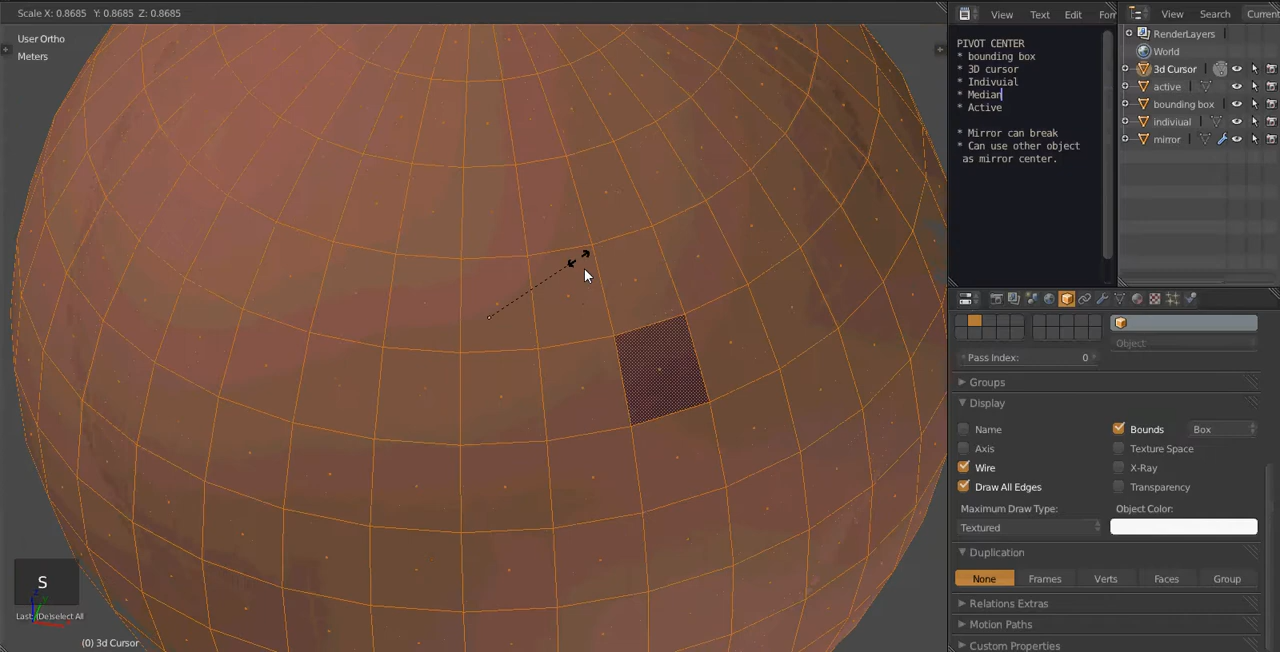 Scale X: 0.8685  Y: 0.8685  Z: 0.8685
User Ortho
Meters
S
Last: (De)select All
(0) 3d Cursor
View Text Edit For
PIVOT CENTER
* bounding box
* 3D cursor
* Indivuial
* Median
* Active
* Mirror can break
* Can use other object
as mirror center.
View Search Current
RenderLayers
World
3d Cursor
active
bounding box
indiviual
mirror
Object
Pass Index: 0
Groups
Display
Name
Bounds Box
Axis
Texture Space
Wire
X-Ray
Draw All Edges
Transparency
Maximum Draw Type:
Object Color:
Textured
Duplication
None Frames Verts Faces Group
Relations Extras
Motion Paths
Custom Properties